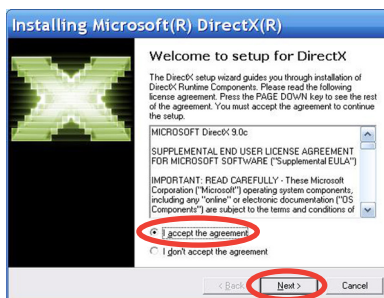 Installing Microsoft(R) DirectX(R)
Welcome to setup for DirectX
The DirectX setup wizard guides you through installation of
DirectX Runtime Components. Please read the following
license agreement. Press the PAGE DOWN key to see the rest
of the agreement. You must accept the agreement to continue
the setup.
MICROSOFT DirectX 9.0c
SUPPLEMENTAL END USER LICENSE AGREEMENT
FOR MICROSOFT SOFTWARE ("Supplemental EULA")
IMPORTANT: READ CAREFULLY - These Microsoft
Corporation ("Microsoft") operating system components,
including any "online" or electronic documentation ("OS
Components") are subject to the terms and conditions of
I accept the agreement
I don't accept the agreement
< Back Next > Cancel